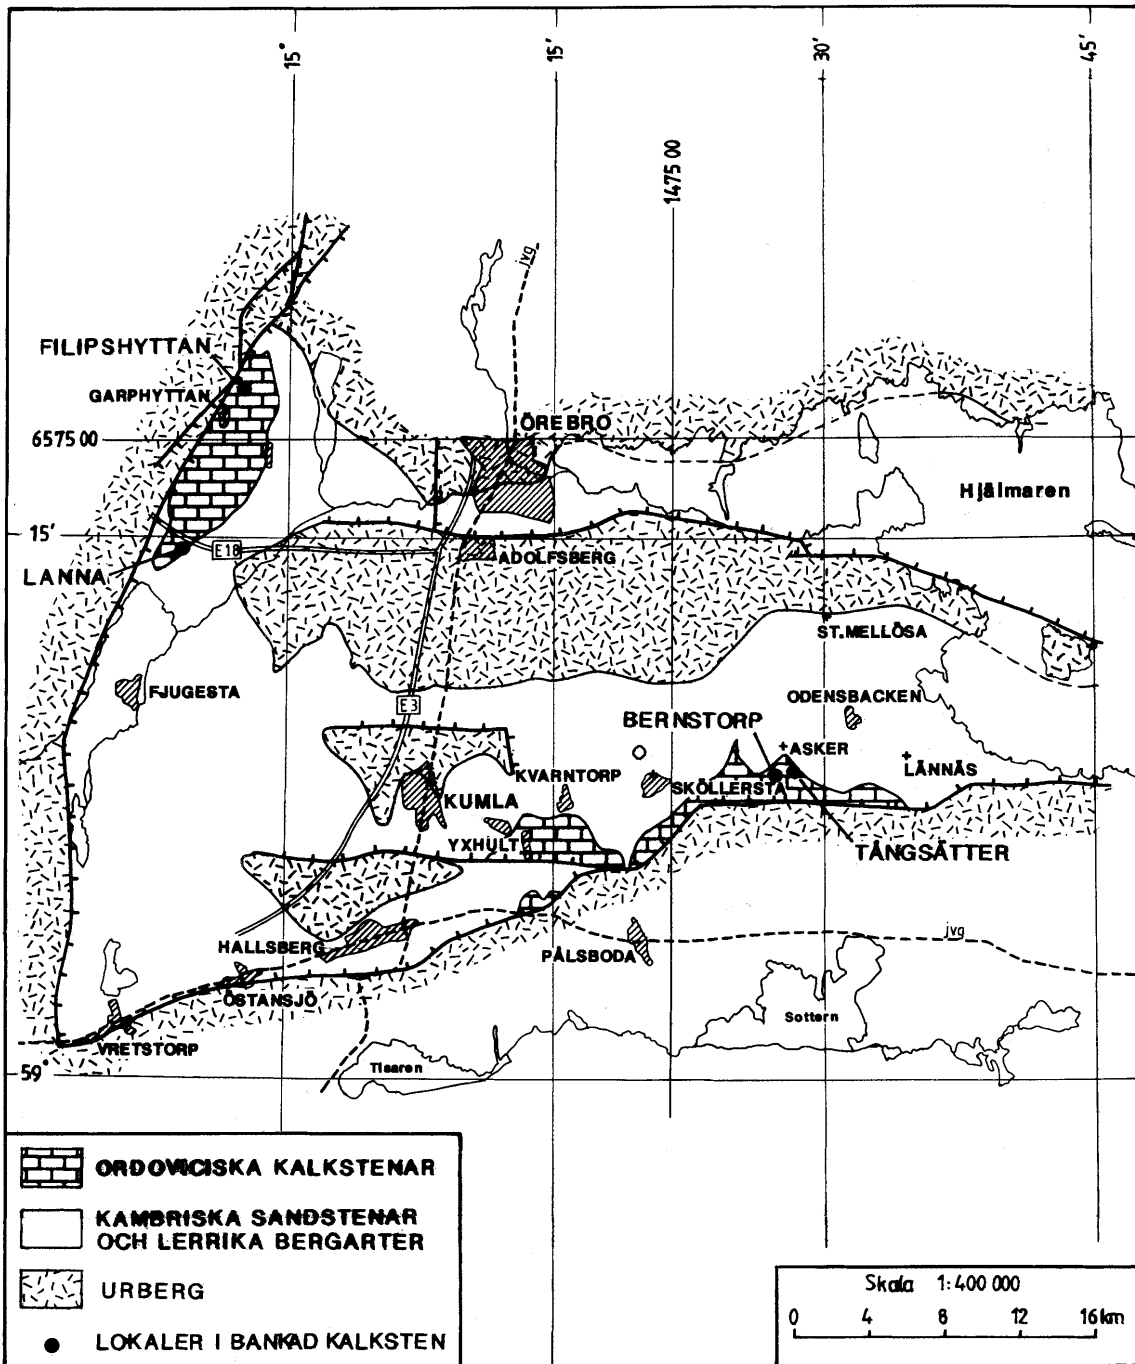 15°
15'
30'
45'
1475 00
jvg
FILIPSHYTTAN
GARPHYTTAN
6575 00
ÖREBRO
Hjälmaren
15'
E18
ADOLFSBERG
LANNA
ST.MELLÖSA
FJUGESTA
E3
ODENSBACKEN
BERNSTORP
+ASKER
+
LÄNNÄS
KVARNTORP
SKÖLLERSTA
KUMLA
YXHULT
TÅNGSÄTTER
HALLSBERG
PÅLSBODA
jvg
ÖSTANSJÖ
Sottern
VRETSTORP
Tisaren
59°
ORDOVICISKA KALKSTENAR
KAMBRISKA SANDSTENAR
OCH LERRIKA BERGARTER
URBERG
LOKALER I BANKAD KALKSTEN
Skala 1:400 000
0 4 8 12 16km